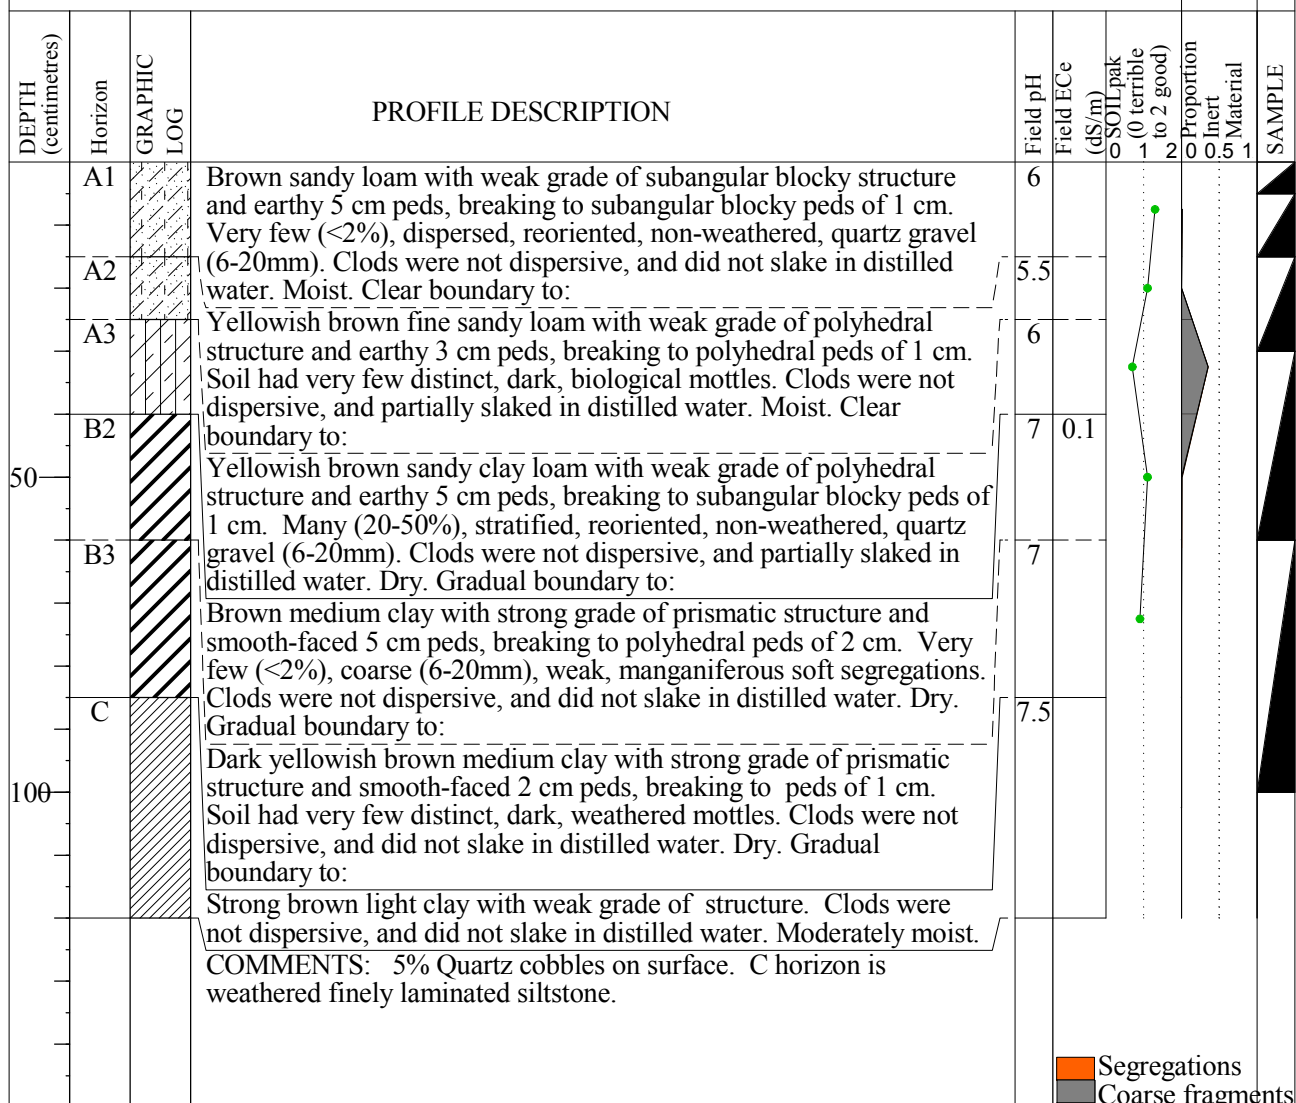 DEPTH
(centimetres)
Horizon
GRAPHIC
LOG
PROFILE DESCRIPTION
Field pH
Field ECe
(dS/m)
SOILpak
(0 terrible
to 2 good)
Proportion
Inert
Material
SAMPLE
0 1 2 0 0.5 1
A1
Brown sandy loam with weak grade of subangular blocky structure
and earthy 5 cm peds, breaking to subangular blocky peds of 1 cm.
Very few (<2%), dispersed, reoriented, non-weathered, quartz gravel
(6-20mm). Clods were not dispersive, and did not slake in distilled
water. Moist. Clear boundary to:
6
A2
Yellowish brown fine sandy loam with weak grade of polyhedral
structure and earthy 3 cm peds, breaking to polyhedral peds of 1 cm.
Soil had very few distinct, dark, biological mottles. Clods were not
dispersive, and partially slaked in distilled water. Moist. Clear
boundary to:
5.5
A3
Yellowish brown sandy clay loam with weak grade of polyhedral
structure and earthy 5 cm peds, breaking to subangular blocky peds of
1 cm.  Many (20-50%), stratified, reoriented, non-weathered, quartz
gravel (6-20mm). Clods were not dispersive, and partially slaked in
distilled water. Dry. Gradual boundary to:
6
B2
Brown medium clay with strong grade of prismatic structure and
smooth-faced 5 cm peds, breaking to polyhedral peds of 2 cm.  Very
few (<2%), coarse (6-20mm), weak, manganiferous soft segregations.
Clods were not dispersive, and did not slake in distilled water. Dry.
Gradual boundary to:
7 0.1
50
B3
Dark yellowish brown medium clay with strong grade of prismatic
structure and smooth-faced 2 cm peds, breaking to  peds of 1 cm.
Soil had very few distinct, dark, weathered mottles. Clods were not
dispersive, and did not slake in distilled water. Dry. Gradual
boundary to:
7
C
Strong brown light clay with weak grade of  structure.  Clods were
not dispersive, and did not slake in distilled water. Moderately moist.
7.5
100
COMMENTS:   5% Quartz cobbles on surface.  C horizon is
weathered finely laminated siltstone.
Segregations
Coarse fragments